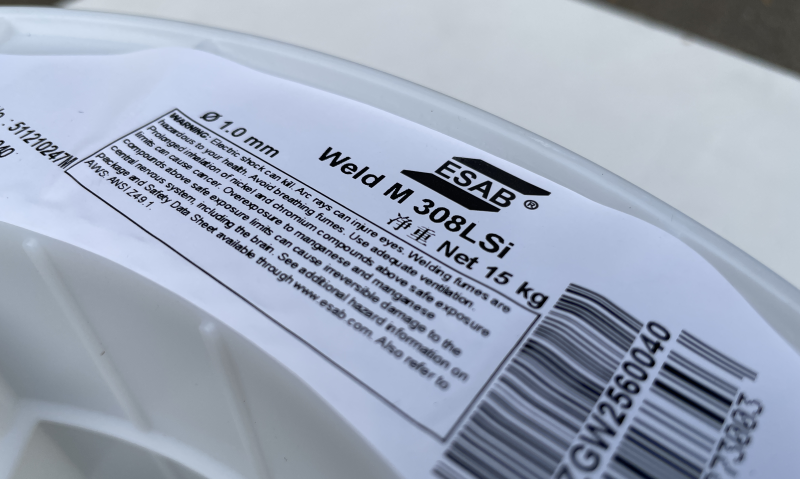 ESAB ®
Weld M 308LSi
Ø 1.0 mm
净重 Net 15 kg
WARNING: Electric shock can kill. Arc rays can injure eyes. Welding fumes are
hazardous to your health. Avoid breathing fumes. Use adequate ventilation.
Prolonged inhalation of nickel and chromium compounds above safe exposure
limits can cause cancer. Overexposure to manganese and manganese
compounds above safe exposure limits can cause irreversible damage to the
central nervous system, including the brain. See additional hazard information on
package and Safety Data Sheet available through www.esab.com. Also refer to
AWS: ANSI Z49.1.
: 511210247M
GW2560040
73003